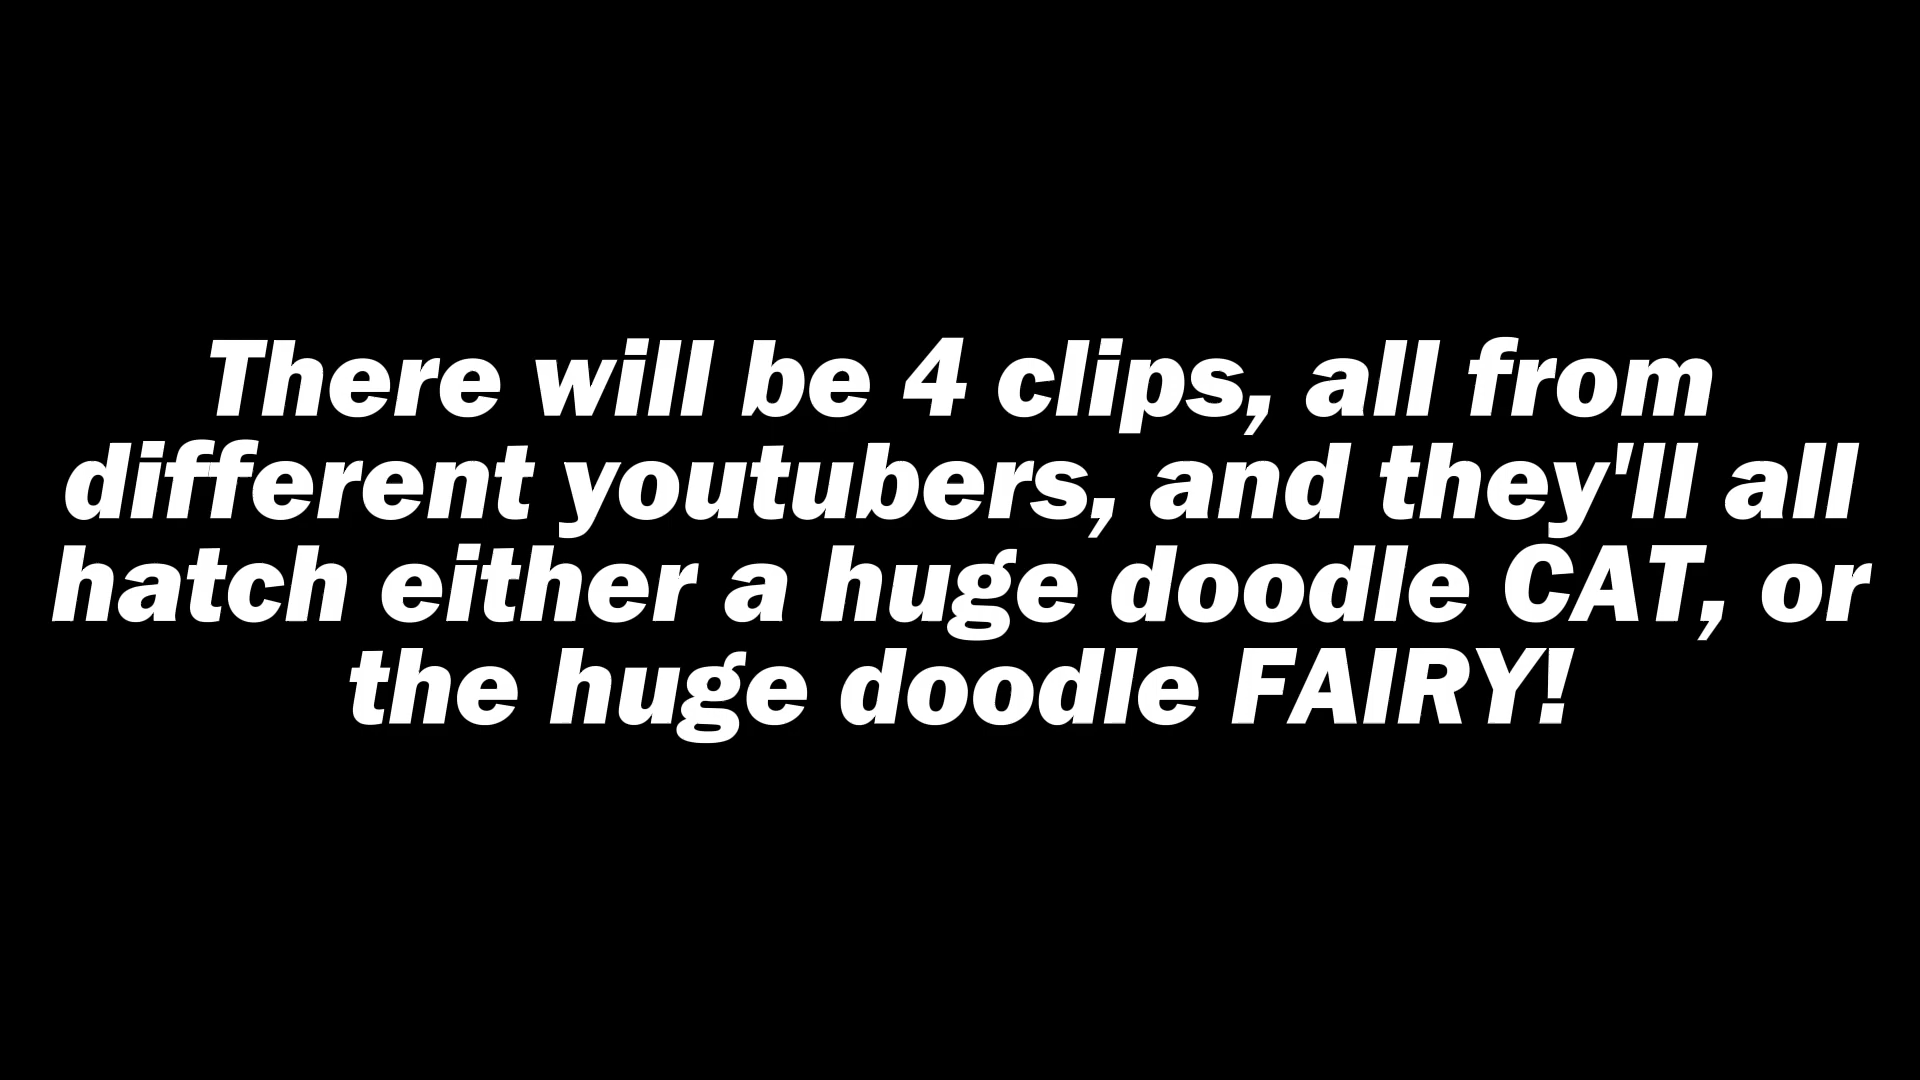 There will be 4 clips, all from
different youtubers, and they'll all
hatch either a huge doodle CAT, or
the huge doodle FAIRY!